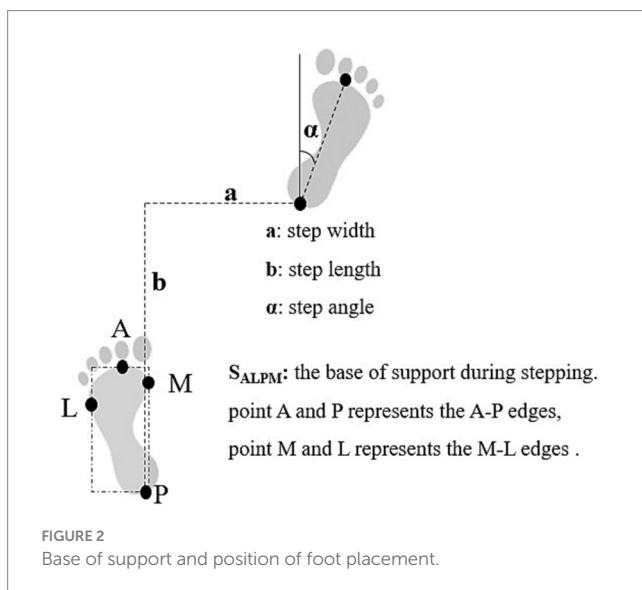 α
a
a: step width
b: step length
b
α: step angle
A
S_ALPM: the base of support during stepping.
M
L
point A and P represents the A-P edges,
point M and L represents the M-L edges .
P
FIGURE 2
Base of support and position of foot placement.